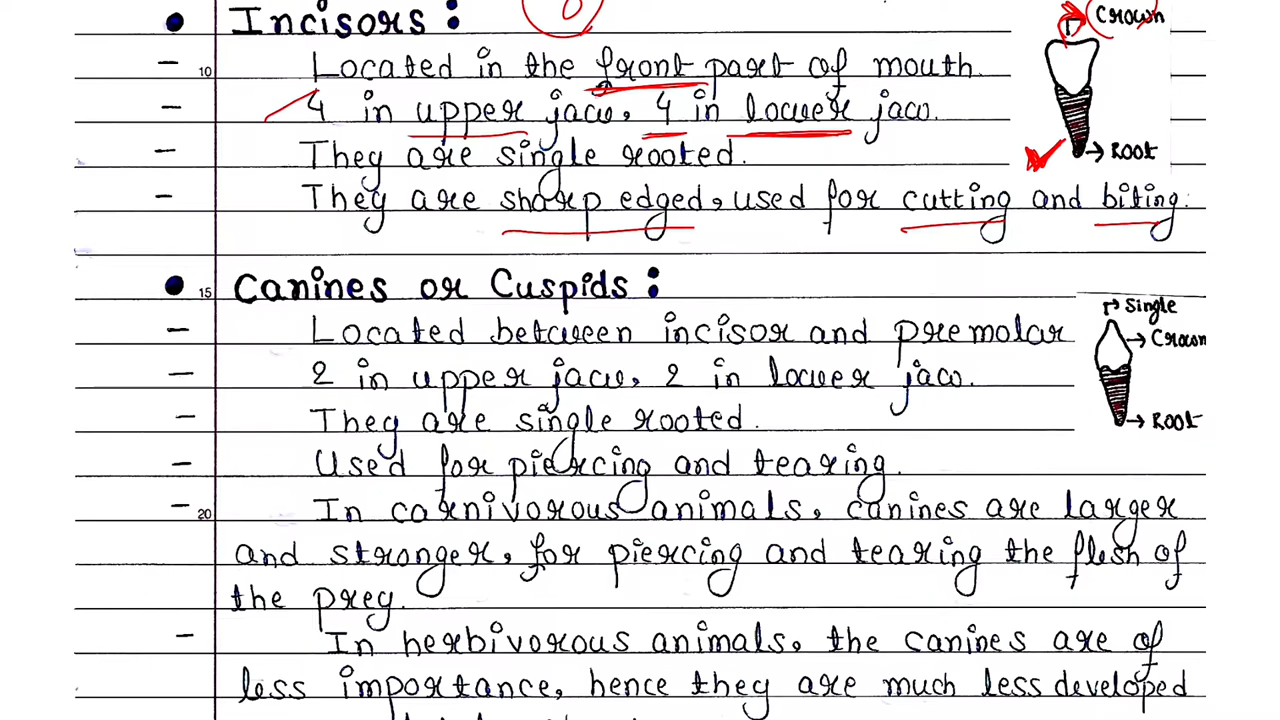 Incisors :
8
Crown
Located in the front part of mouth.
4 in upper jaw, 4 in lower jaw.
They are single rooted.
Root
They are sharp edged, used for cutting and biting.
15
Canines or Cuspids :
Single
Located between incisor and premolar
Crown
2 in upper jaw, 2 in lower jaw.
They are single rooted.
Root
Used for piercing and tearing.
In carnivorous animals, canines are larger
20
and stronger, for piercing and tearing the flesh of
the prey.
In herbivorous animals, the canines are of
less importance, hence they are much less developed
10